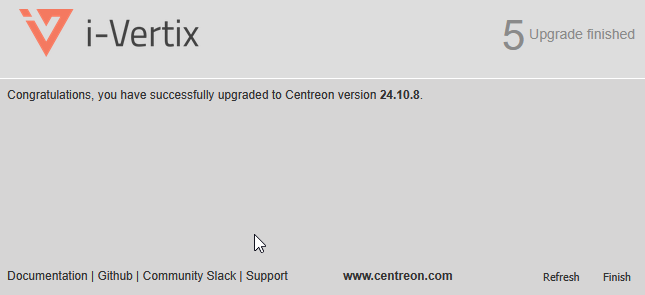 i-Vertix
5 Upgrade finished
Congratulations, you have successfully upgraded to Centreon version 24.10.8.
Documentation | Github | Community Slack | Support www.centreon.com Refresh Finish